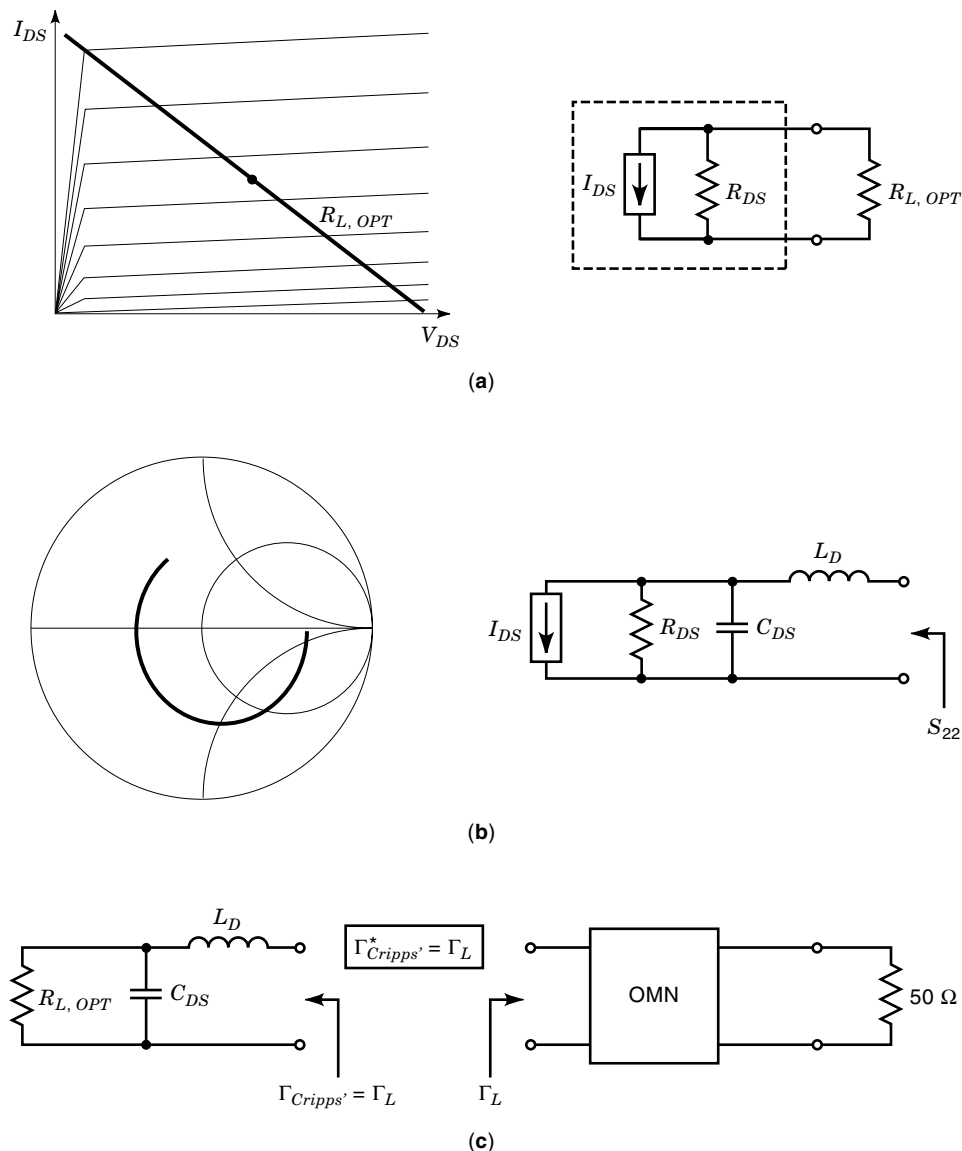 I_DS
R_L, OPT
V_DS
I_DS
R_DS
R_L, OPT
(a)
L_D
I_DS
R_DS
C_DS
S_22
(b)
L_D
R_L, OPT
C_DS
Γ_Cripps' = Γ_L
Γ*_Cripps' = Γ_L
Γ_L
OMN
50 Ω
(c)